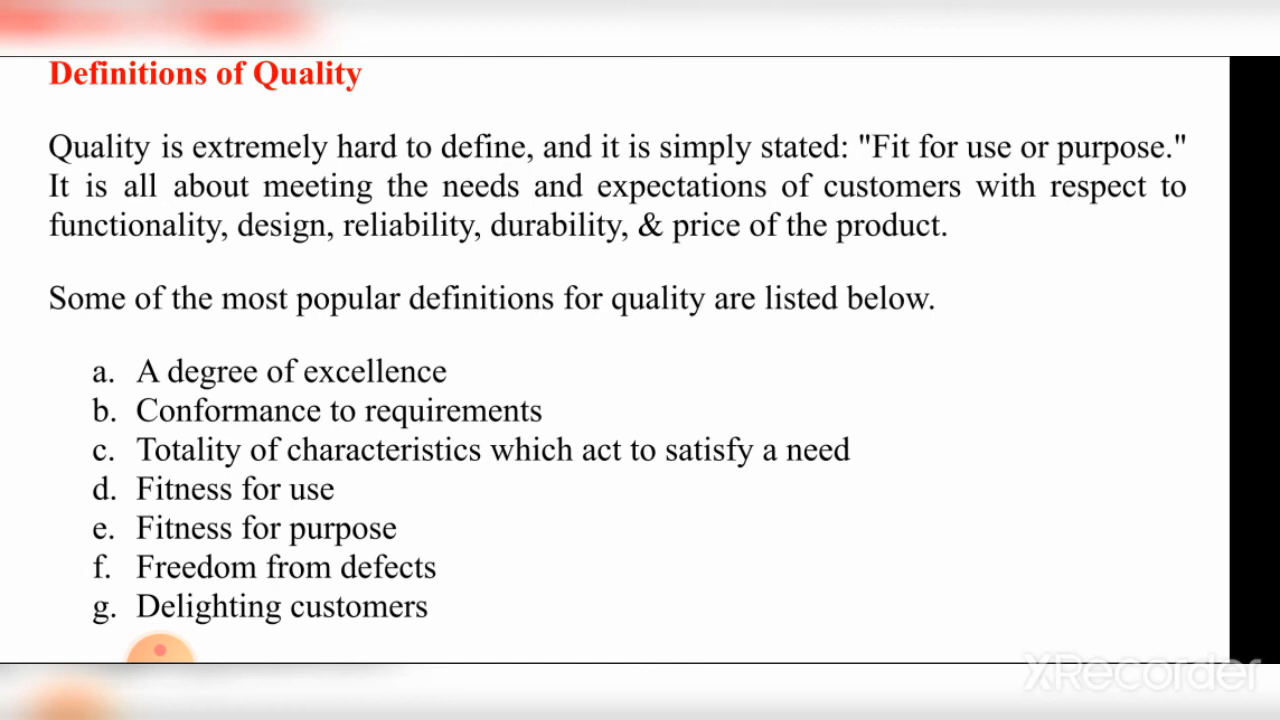 Definitions of Quality
Quality is extremely hard to define, and it is simply stated: "Fit for use or purpose."
It is all about meeting the needs and expectations of customers with respect to
functionality, design, reliability, durability, & price of the product.
Some of the most popular definitions for quality are listed below.
a. A degree of excellence
b. Conformance to requirements
c. Totality of characteristics which act to satisfy a need
d. Fitness for use
e. Fitness for purpose
f. Freedom from defects
g. Delighting customers
XRecorder